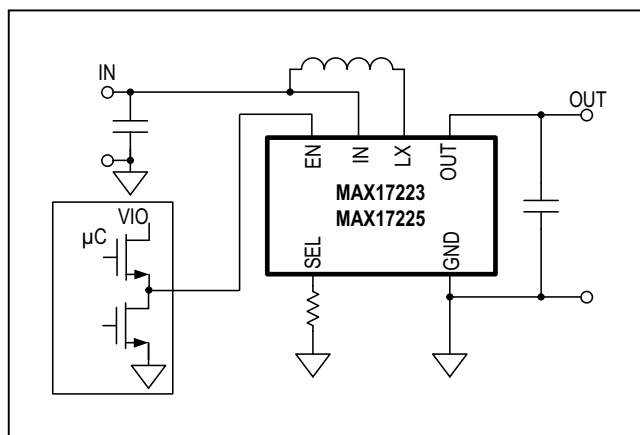 IN
OUT
EN
IN
LX
OUT
MAX17223
MAX17225
VIO
µC
SEL
GND